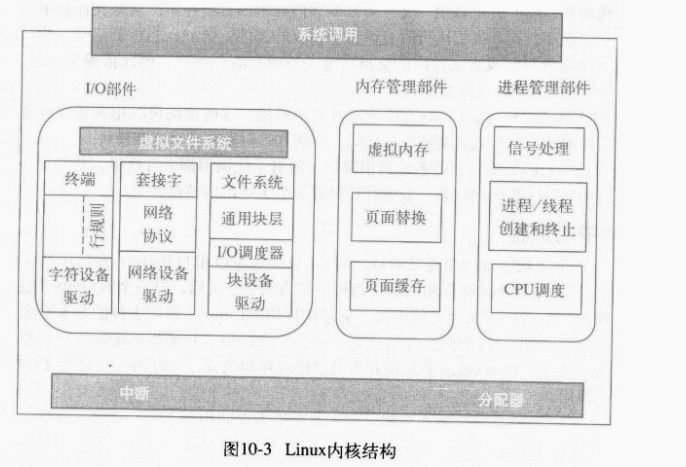 系统调用
I/O部件
内存管理部件
进程管理部件
虚拟文件系统
终端
行规则
字符设备
驱动
套接字
网络
协议
网络设备
驱动
文件系统
通用块层
I/O调度器
块设备
驱动
虚拟内存
页面替换
页面缓存
信号处理
进程/线程
创建和终止
CPU调度
中断
分配器
图10-3 Linux内核结构